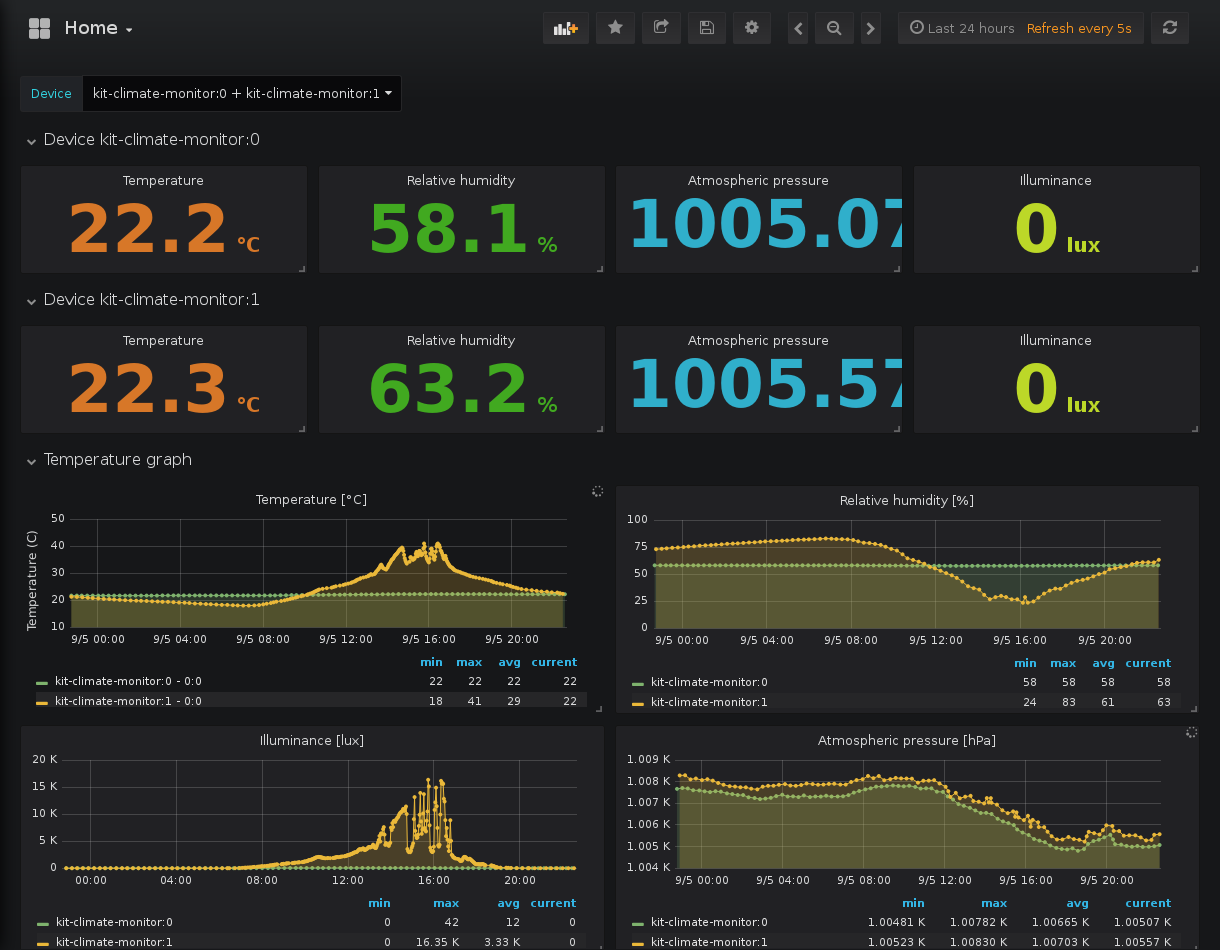 Home
Last 24 hours Refresh every 5s
Device kit-climate-monitor:0 + kit-climate-monitor:1
Device kit-climate-monitor:0
Temperature Relative humidity Atmospheric pressure Illuminance
22.2 °C 58.1 % 1005.07 0 lux
Device kit-climate-monitor:1
Temperature Relative humidity Atmospheric pressure Illuminance
22.3 °C 63.2 % 1005.57 0 lux
Temperature graph
Temperature [°C]
Temperature (C)
50
40
30
20
10
9/5 00:00 9/5 04:00 9/5 08:00 9/5 12:00 9/5 16:00 9/5 20:00
min max avg current
kit-climate-monitor:0 - 0:0 22 22 22 22
kit-climate-monitor:1 - 0:0 18 41 29 22
Relative humidity [%]
100
75
50
25
0
9/5 00:00 9/5 04:00 9/5 08:00 9/5 12:00 9/5 16:00 9/5 20:00
min max avg current
kit-climate-monitor:0 58 58 58 58
kit-climate-monitor:1 24 83 61 63
Illuminance [lux]
20 K
15 K
10 K
5 K
0
00:00 04:00 08:00 12:00 16:00 20:00
min max avg current
kit-climate-monitor:0 0 42 12 0
kit-climate-monitor:1 0 16.35 K 3.33 K 0
Atmospheric pressure [hPa]
1.009 K
1.008 K
1.007 K
1.006 K
1.005 K
1.004 K
9/5 00:00 9/5 04:00 9/5 08:00 9/5 12:00 9/5 16:00 9/5 20:00
min max avg current
kit-climate-monitor:0 1.00481 K 1.00782 K 1.00665 K 1.00507 K
kit-climate-monitor:1 1.00523 K 1.00830 K 1.00703 K 1.00557 K